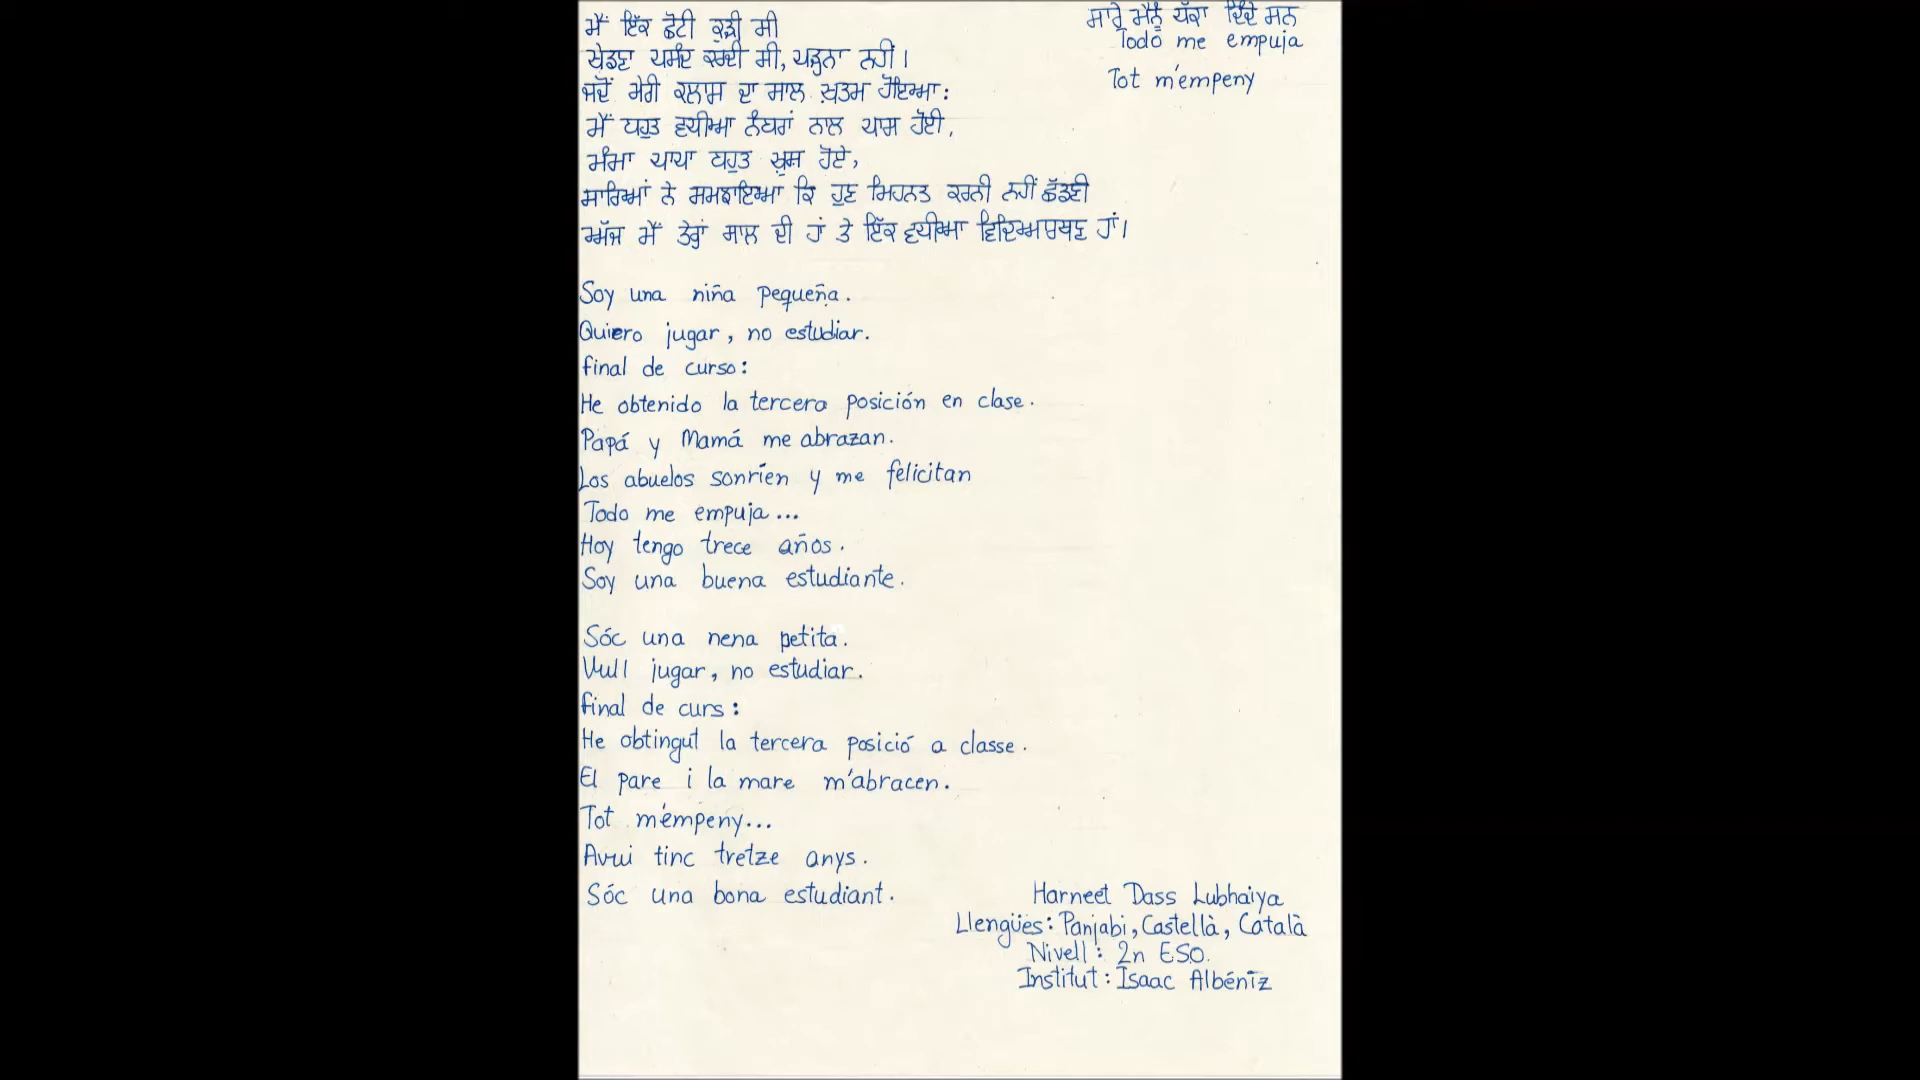 ਸਾਰੇ ਮੈਨੂੰ ਧੱਕਾ ਦਿੰਦੇ ਸਨ
Todo me empuja
Tot m'empeny
ਮੈਂ ਇੱਕ ਛੋਟੀ ਕੁੜੀ ਸੀ
ਖੇਡਣਾ ਪਸੰਦ ਕਰਦੀ ਸੀ, ਪੜ੍ਹਨਾ ਨਹੀਂ।
ਜਦੋਂ ਮੇਰੀ ਕਲਾਸ ਦਾ ਸਾਲ ਖ਼ਤਮ ਹੋਇਆ:
ਮੈਂ ਬਹੁਤ ਵਧੀਆ ਨੰਬਰਾਂ ਨਾਲ ਪਾਸ ਹੋਈ,
ਮੰਮਾ ਪਾਪਾ ਬਹੁਤ ਖ਼ੁਸ਼ ਹੋਏ,
ਸਾਰਿਆਂ ਨੇ ਸਮਝਾਇਆ ਕਿ ਹੁਣ ਮਿਹਨਤ ਕਰਨੀ ਨਹੀਂ ਛੱਡਣੀ
ਅੱਜ ਮੈਂ ਤੇਰ੍ਹਾਂ ਸਾਲ ਦੀ ਹਾਂ ਤੇ ਇੱਕ ਵਧੀਆ ਹਾਂ।
Soy una niña pequeña.
Quiero jugar, no estudiar.
final de curso:
He obtenido la tercera posición en clase.
Papá y Mamá me abrazan.
Los abuelos sonríen y me felicitan
Todo me empuja...
Hoy tengo trece años.
Soy una buena estudiante.
Sóc una nena petita.
Vull jugar, no estudiar.
final de curs:
He obtingut la tercera posició a classe.
El pare i la mare m'abracen.
Tot m'empeny...
Avui tinc tretze anys.
Sóc una bona estudiant.
Harneet Dass Lubhaiya
Llengües: Panjabi, Castellà, Català
Nivell: 2n ESO.
Institut: Isaac Albéniz